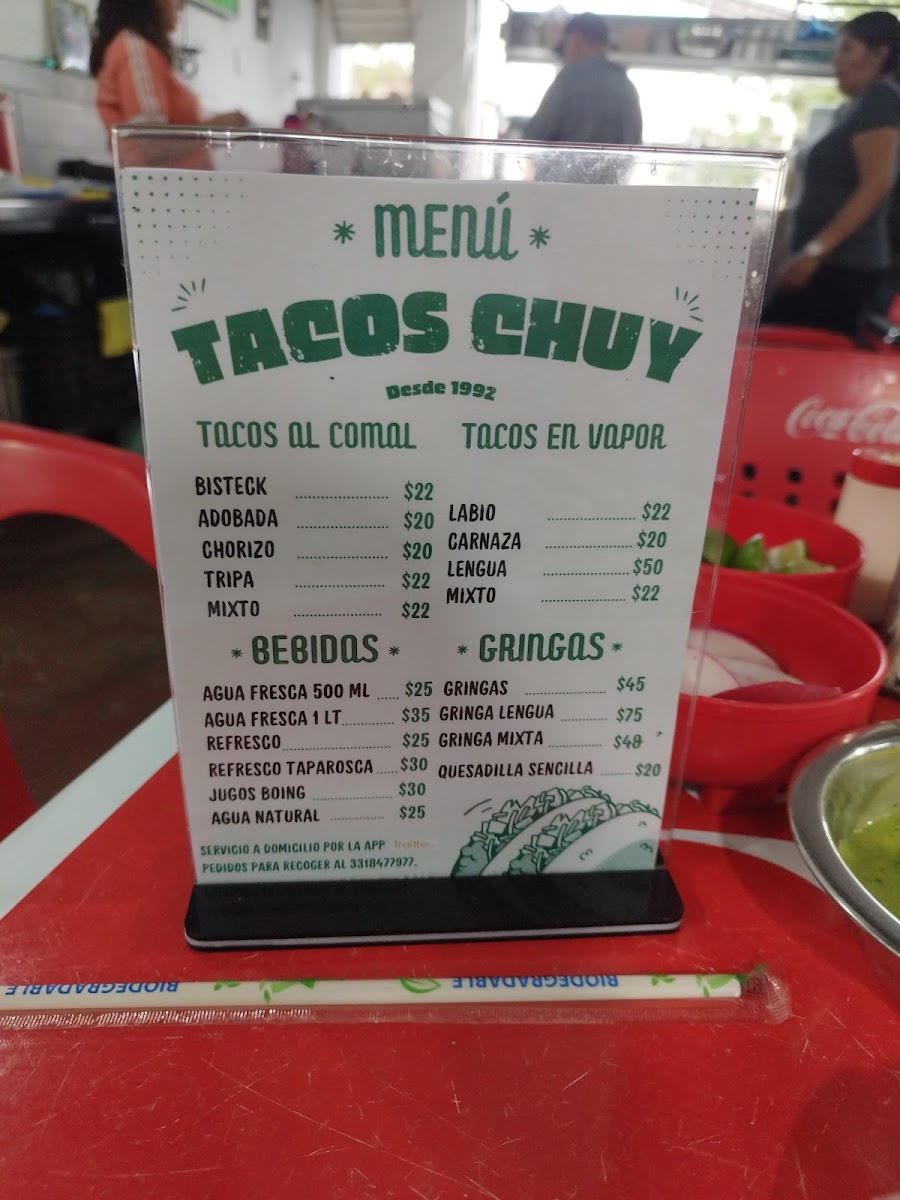 * MENÚ *
TACOS CHUY
Desde 1992
TACOS AL COMAL
BISTECK $22
ADOBADA $20
CHORIZO $20
TRIPA $22
MIXTO $22
TACOS EN VAPOR
LABIO $22
CARNAZA $20
LENGUA $50
MIXTO $22
* BEBIDAS *
AGUA FRESCA 500 ML $25
AGUA FRESCA 1 LT $35
REFRESCO $25
REFRESCO TAPAROSCA $30
JUGOS BOING $30
AGUA NATURAL $25
* GRINGAS *
GRINGAS $45
GRINGA LENGUA $75
GRINGA MIXTA $48
QUESADILLA SENCILLA $20
SERVICIO A DOMICILIO POR LA APP
PEDIDOS PARA RECOGER AL 3318477977.
Coca-Cola
BIODEGRADABLE
BIODEGRADABLE